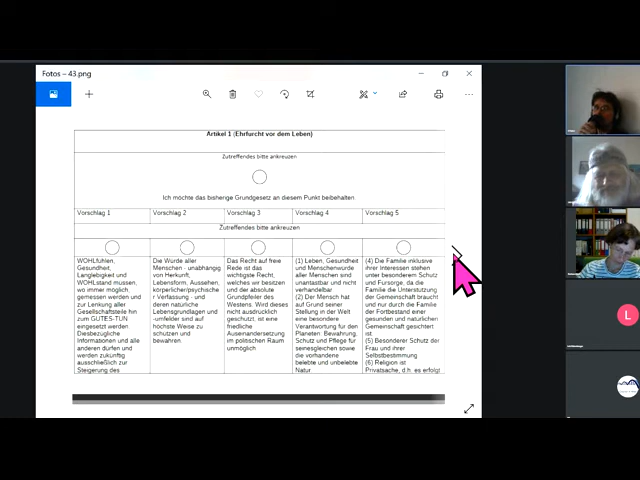 Fotos – 43.png
Artikel 1 (Ehrfurcht vor dem Leben)
Zutreffendes bitte ankreuzen
Ich möchte das bisherige Grundgesetz an diesem Punkt beibehalten.
Vorschlag 1
Vorschlag 2
Vorschlag 3
Vorschlag 4
Vorschlag 5
Zutreffendes bitte ankreuzen
WOHLfühlen,
Gesundheit,
Langlebigkeit und
WOHLstand müssen,
wo immer möglich,
gemessen werden und
zur Lenkung aller
Gesellschaftsteile hin
zum GUTES-TUN
eingesetzt werden.
Diesbezügliche
Informationen und alle
anderen dürfen und
werden zukünftig
ausschließlich zur
Steigerung des
Die Würde aller
Menschen - unabhängig
von Herkunft,
Lebensform, Aussehen,
körperlicher/psychische
r Verfassung - und
deren natürliche
Lebensgrundlagen und
-umfelder sind auf
höchste Weise zu
schützen und
bewahren.
Das Recht auf freie
Rede ist das
wichtigste Recht,
welches wir besitzen
und der absolute
Grundpfeiler des
Westens. Wird dieses
nicht ausdrücklich
geschützt, ist eine
friedliche
Auseinandersetzung
im politischen Raum
unmöglich
(1) Leben, Gesundheit
und Menschenwürde
aller Menschen sind
unantastbar und nicht
verhandelbar
(2) Der Mensch hat
auf Grund seiner
Stellung in der Welt
eine besondere
Verantwortung für den
Planeten: Bewahrung,
Schutz und Pflege für
seinesgleichen sowie
die vorhandene
belebte und unbelebte
Natur.
(4) Die Familie inklusive
ihrer Interessen stehen
unter besonderem Schutz
und Fürsorge, da die
Familie die Unterstützung
der Gemeinschaft braucht
und nur durch die Familie
der Fortbestand einer
gesunden und natürlichen
Gemeinschaft gesichtert
ist.
(5) Besonderer Schutz der
Frau und ihrer
Selbstbestimmung
(6) Religion ist
Privatsache, d.h. es erfolgt
L